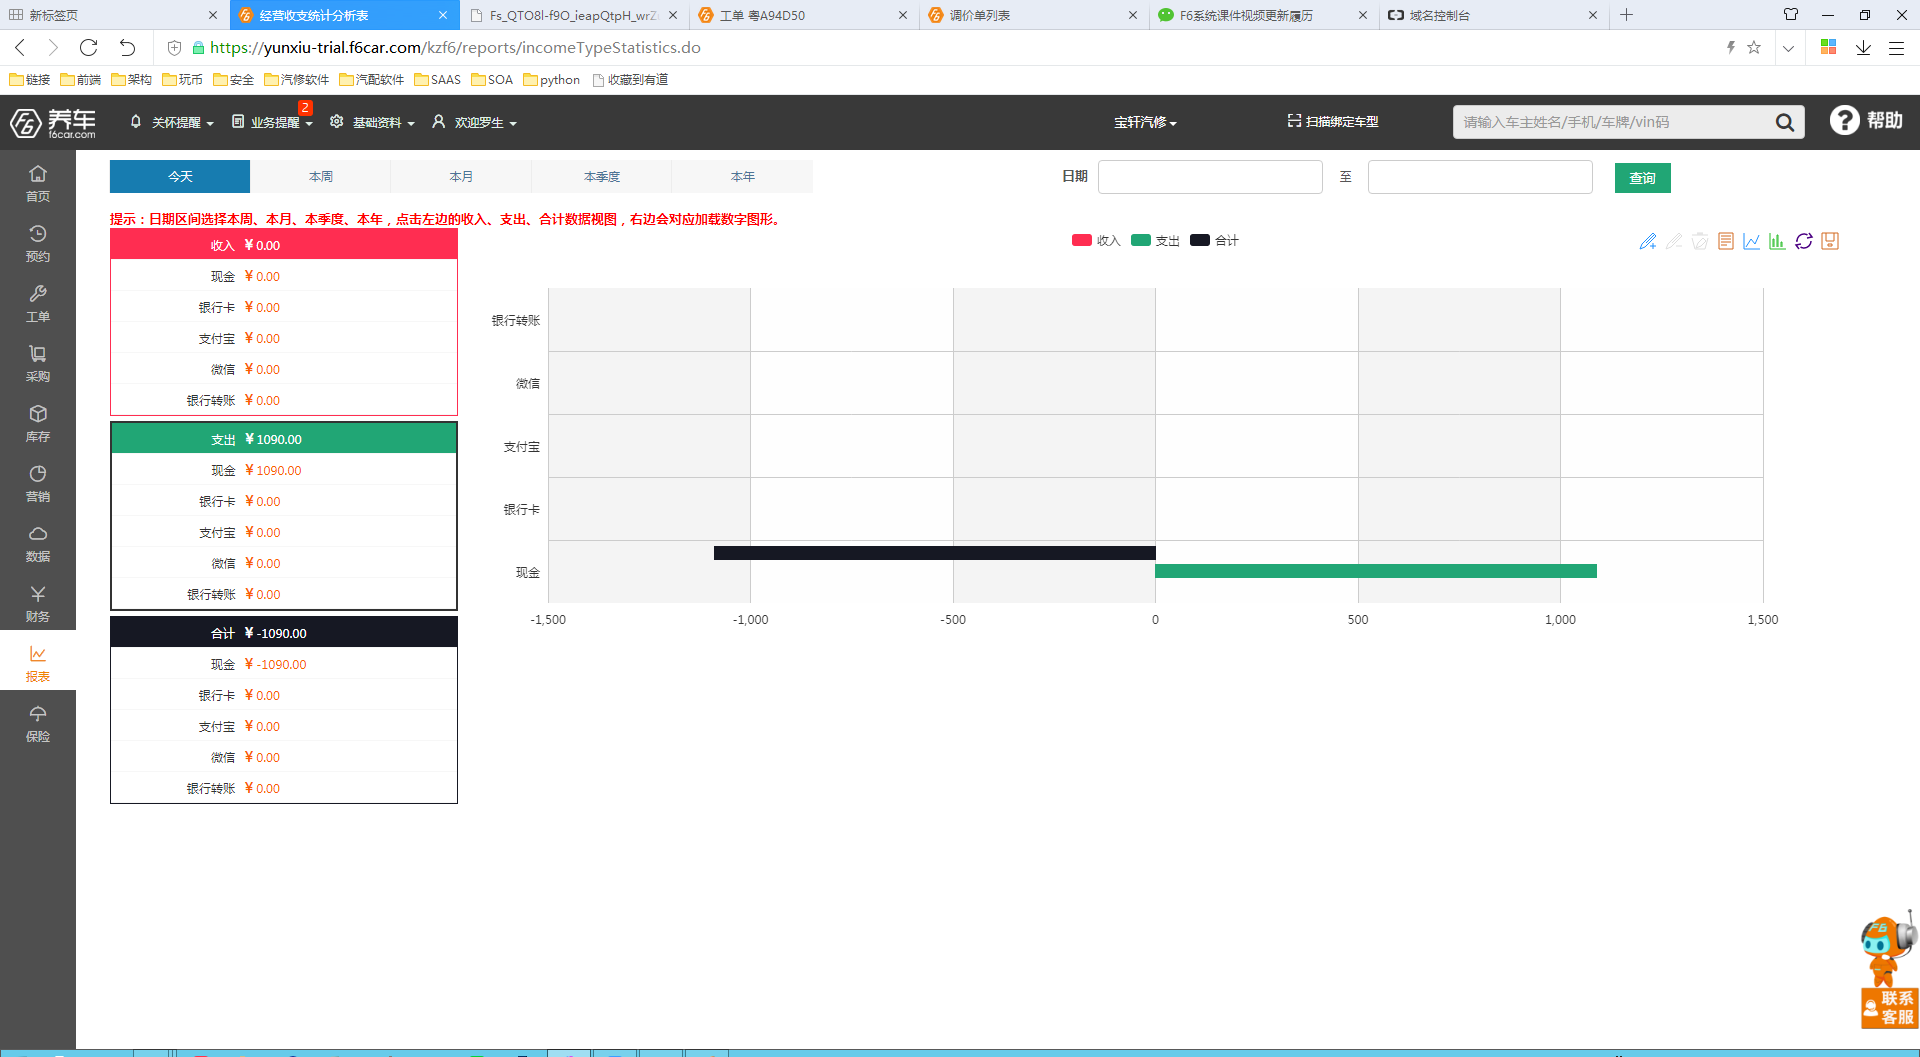 新标签页
经营收支统计分析表
Fs_QTO8l-f9O_ieapQtpH_wrZ
工单 粤A94D50
调价单列表
F6系统课件视频更新履历
域名控制台
https://yunxiu-trial.f6car.com/kzf6/reports/incomeTypeStatistics.do
链接
前端
架构
玩币
安全
汽修软件
汽配软件
SAAS
SOA
python
收藏到有道
养车
f6car.com
关怀提醒
业务提醒
2
基础资料
欢迎罗生
宝轩汽修
扫描绑定车型
请输入车主姓名/手机/车牌/vin码
? 帮助
首页
预约
工单
采购
库存
营销
数据
财务
报表
保险
今天
本周
本月
本季度
本年
日期
至
查询
提示：日期区间选择本周、本月、本季度、本年，点击左边的收入、支出、合计数据视图，右边会对应加载数字图形。
收入 ¥ 0.00
现金 ¥ 0.00
银行卡 ¥ 0.00
支付宝 ¥ 0.00
微信 ¥ 0.00
银行转账 ¥ 0.00
支出 ¥ 1090.00
现金 ¥ 1090.00
银行卡 ¥ 0.00
支付宝 ¥ 0.00
微信 ¥ 0.00
银行转账 ¥ 0.00
合计 ¥ -1090.00
现金 ¥ -1090.00
银行卡 ¥ 0.00
支付宝 ¥ 0.00
微信 ¥ 0.00
银行转账 ¥ 0.00
收入 支出 合计
银行转账
微信
支付宝
银行卡
现金
-1,500 -1,000 -500 0 500 1,000 1,500
F6
联系
客服